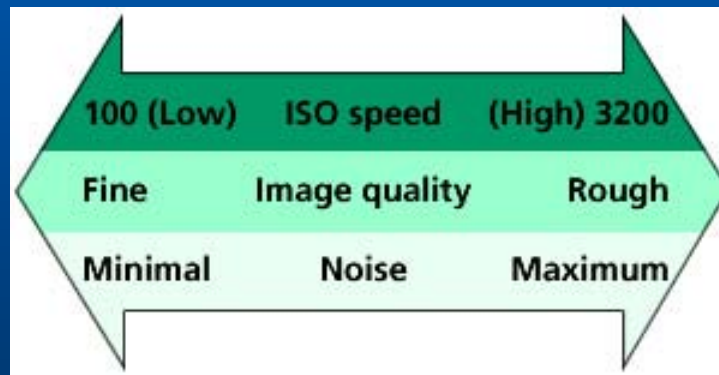 100 (Low) ISO speed (High) 3200
Fine Image quality Rough
Minimal Noise Maximum